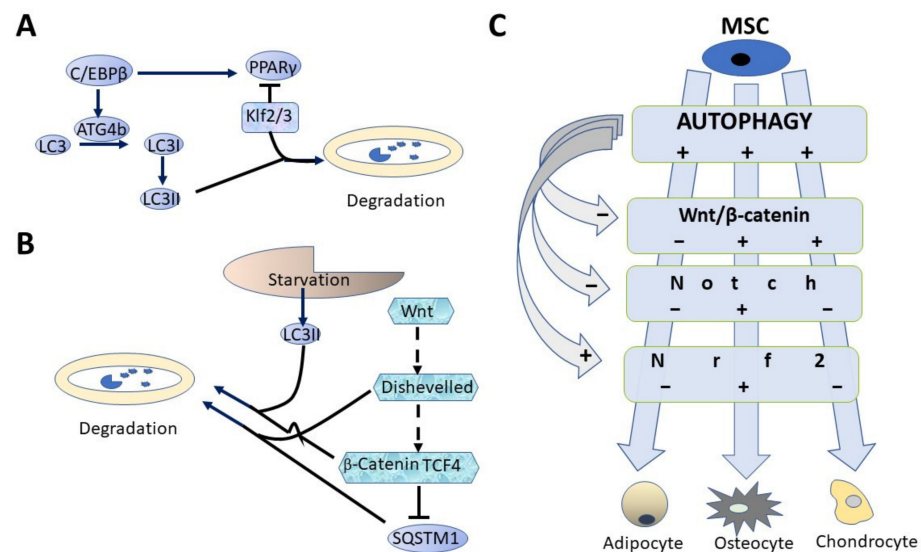 A
C/EBPβ
PPARγ
ATG4b
Klf2/3
LC3
LC3I
LC3II
Degradation
B
Starvation
LC3II
Wnt
Dishevelled
Degradation
β-Catenin TCF4
SQSTM1
C
MSC
AUTOPHAGY
+ + +
Wnt/β-catenin
− + +
N o t c h
− + −
N r f 2
− + −
−
−
+
Adipocyte
Osteocyte
Chondrocyte